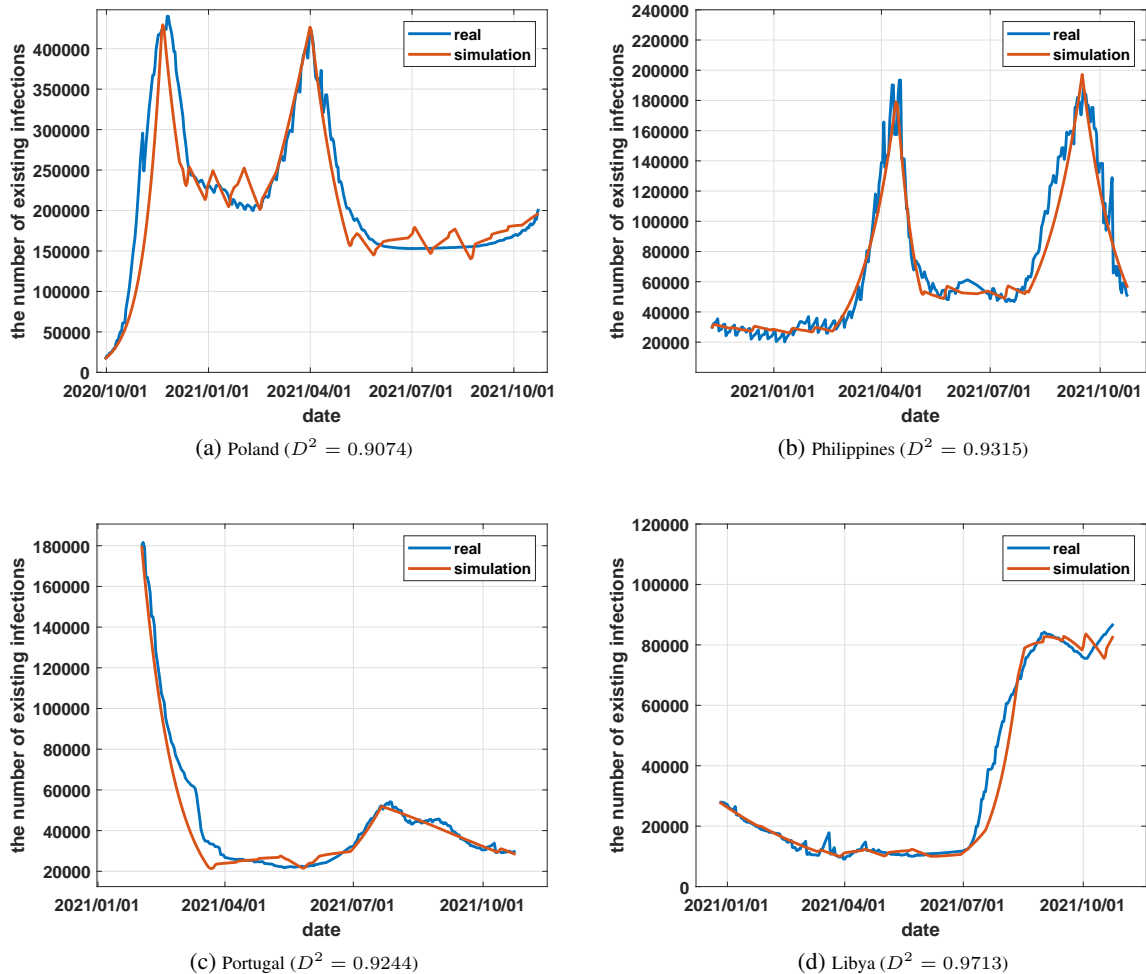 real
simulation
the number of existing infections
400000
350000
300000
250000
200000
150000
100000
50000
0
2020/10/01 2021/01/01 2021/04/01 2021/07/01 2021/10/01
date
(a) Poland (D² = 0.9074)
real
simulation
the number of existing infections
240000
220000
200000
180000
160000
140000
120000
100000
80000
60000
40000
20000
2021/01/01 2021/04/01 2021/07/01 2021/10/01
date
(b) Philippines (D² = 0.9315)
real
simulation
the number of existing infections
180000
160000
140000
120000
100000
80000
60000
40000
20000
2021/01/01 2021/04/01 2021/07/01 2021/10/01
date
(c) Portugal (D² = 0.9244)
real
simulation
the number of existing infections
120000
100000
80000
60000
40000
20000
0
2021/01/01 2021/04/01 2021/07/01 2021/10/01
date
(d) Libya (D² = 0.9713)